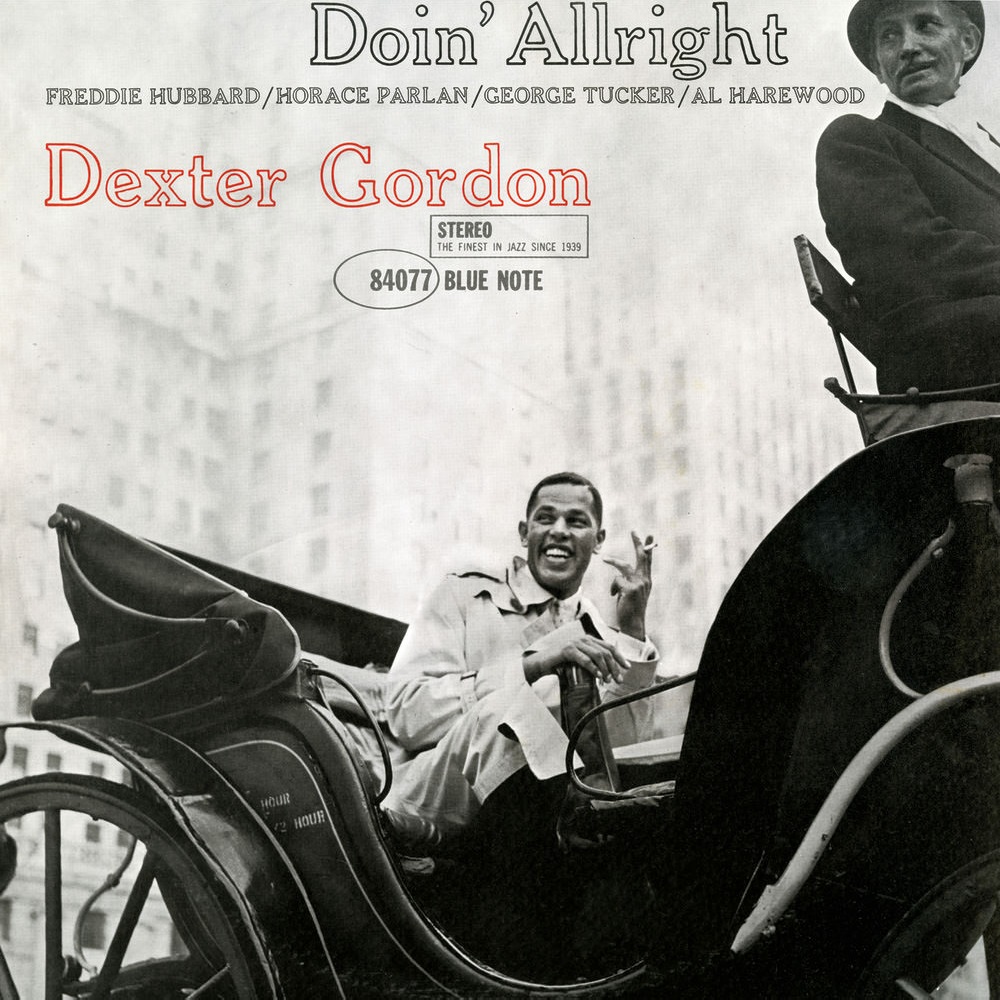 Doin' Allright
FREDDIE HUBBARD/HORACE PARLAN/GEORGE TUCKER/AL HAREWOOD
Dexter Gordon
STEREO
THE FINEST IN JAZZ SINCE 1939
84077 BLUE NOTE
HOUR
1/2 HOUR